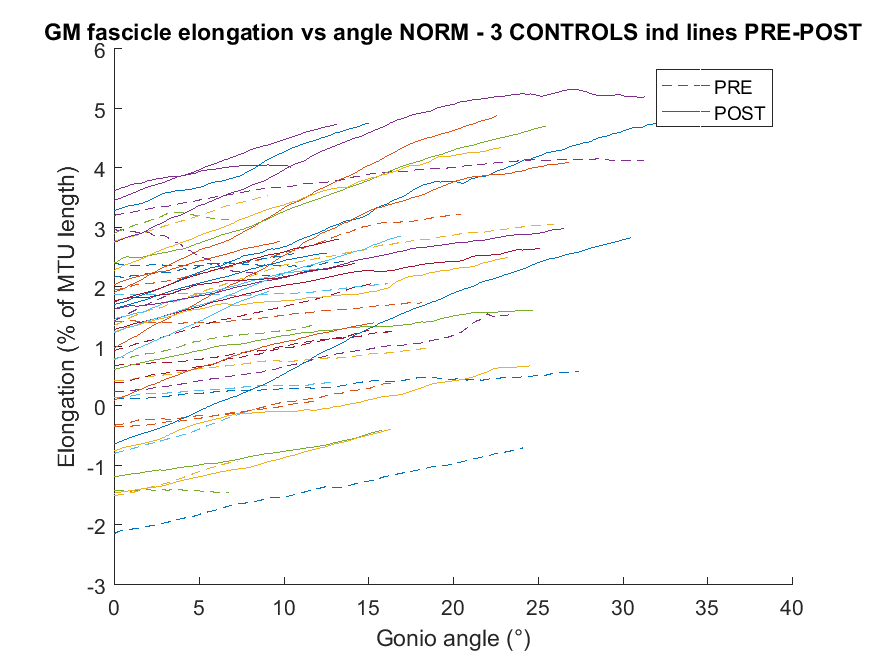 GM fascicle elongation vs angle NORM - 3 CONTROLS ind lines PRE-POST
6
5
4
3
2
1
0
-1
-2
-3
Elongation (% of MTU length)
PRE
POST
0 5 10 15 20 25 30 35 40
Gonio angle (°)